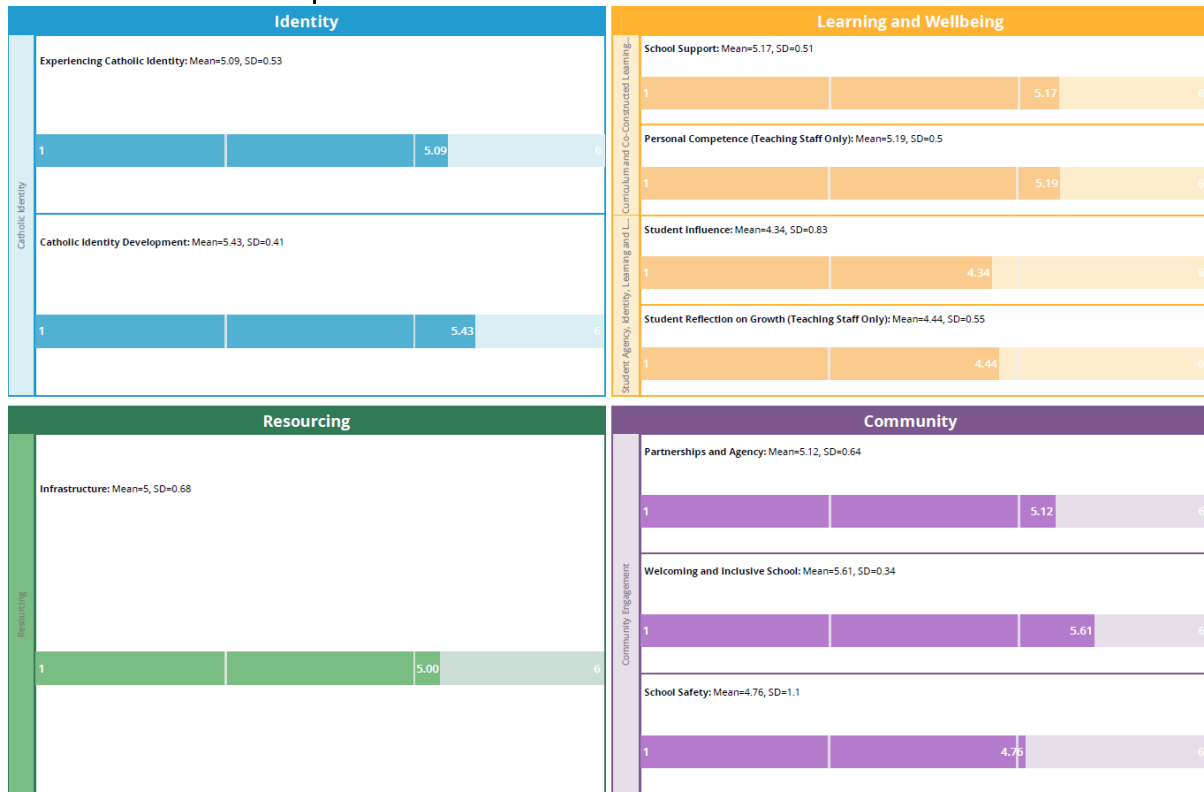 Identity
Catholic Identity
Experiencing Catholic Identity: Mean=5.09, SD=0.53
1 5.09 6
Catholic Identity Development: Mean=5.43, SD=0.41
1 5.43 6
Learning and Wellbeing
Curriculum and Co-Constructed Learning...
School Support: Mean=5.17, SD=0.51
1 5.17 6
Personal Competence (Teaching Staff Only): Mean=5.19, SD=0.5
1 5.19 6
Student Agency, Identity, Learning and L...
Student Influence: Mean=4.34, SD=0.83
1 4.34 6
Student Reflection on Growth (Teaching Staff Only): Mean=4.44, SD=0.55
1 4.44 6
Resourcing
Resourcing
Infrastructure: Mean=5, SD=0.68
1 5.00 6
Community
Community Engagement
Partnerships and Agency: Mean=5.12, SD=0.64
1 5.12 6
Welcoming and Inclusive School: Mean=5.61, SD=0.34
1 5.61 6
School Safety: Mean=4.76, SD=1.1
1 4.76 6